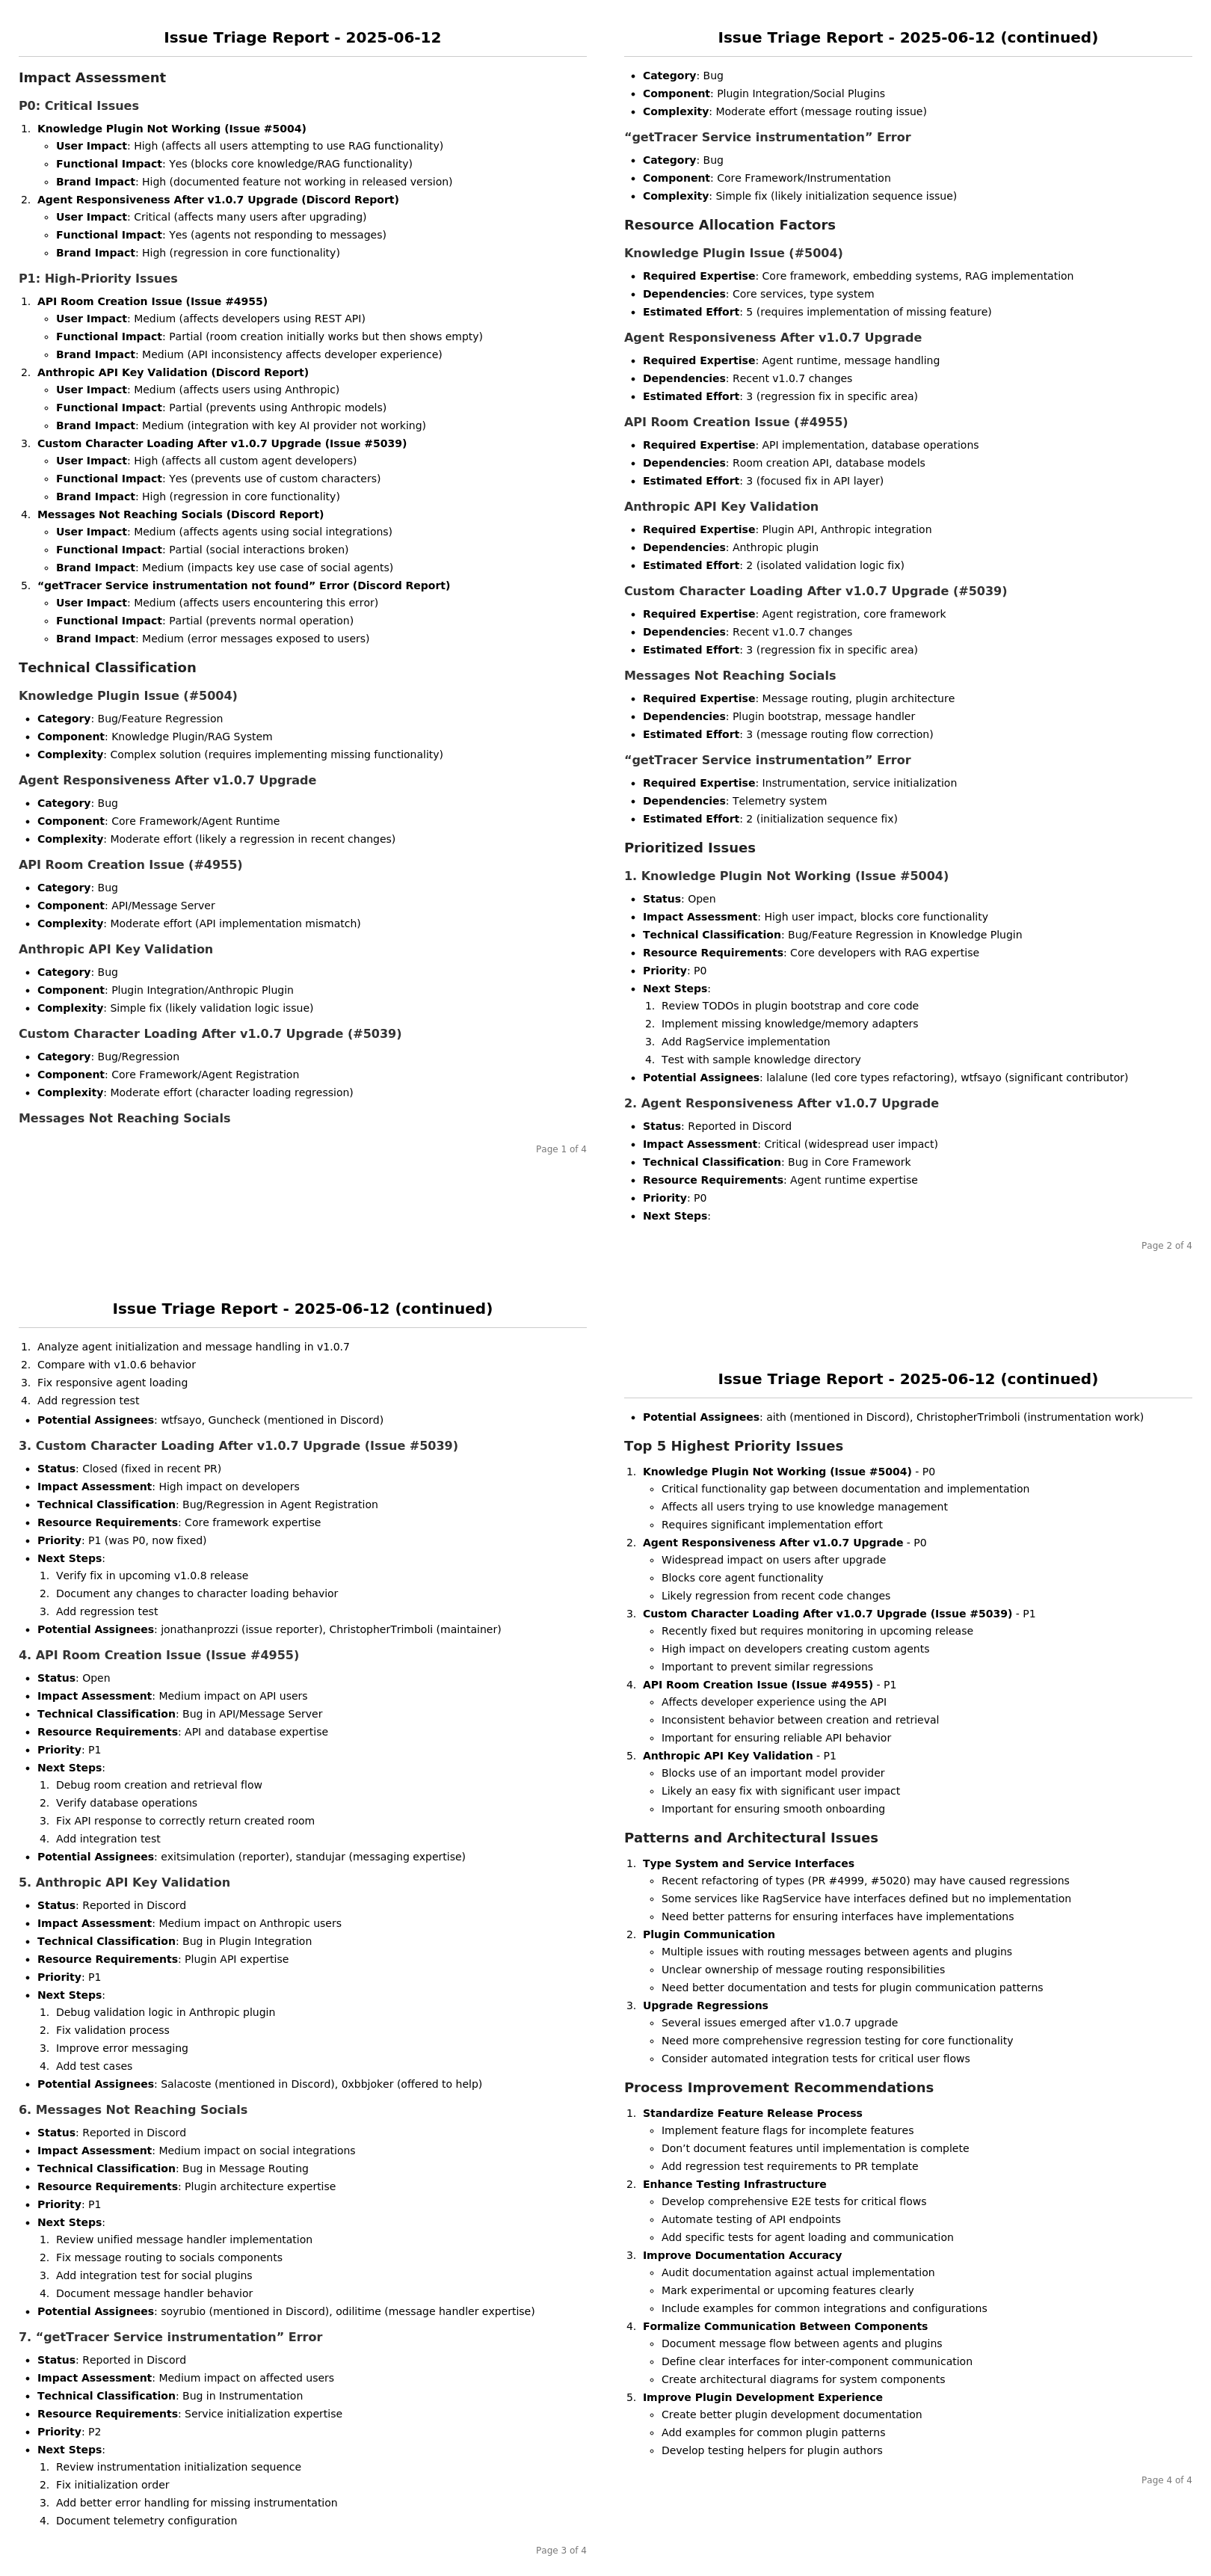 Issue Triage Report - 2025-06-12
Impact Assessment
P0: Critical Issues
1. Knowledge Plugin Not Working (Issue #5004)
◦ User Impact: High (affects all users attempting to use RAG functionality)
◦ Functional Impact: Yes (blocks core knowledge/RAG functionality)
◦ Brand Impact: High (documented feature not working in released version)
2. Agent Responsiveness After v1.0.7 Upgrade (Discord Report)
◦ User Impact: Critical (affects many users after upgrading)
◦ Functional Impact: Yes (agents not responding to messages)
◦ Brand Impact: High (regression in core functionality)
P1: High-Priority Issues
1. API Room Creation Issue (Issue #4955)
◦ User Impact: Medium (affects developers using REST API)
◦ Functional Impact: Partial (room creation initially works but then shows empty)
◦ Brand Impact: Medium (API inconsistency affects developer experience)
2. Anthropic API Key Validation (Discord Report)
◦ User Impact: Medium (affects users using Anthropic)
◦ Functional Impact: Partial (prevents using Anthropic models)
◦ Brand Impact: Medium (integration with key AI provider not working)
3. Custom Character Loading After v1.0.7 Upgrade (Issue #5039)
◦ User Impact: High (affects all custom agent developers)
◦ Functional Impact: Yes (prevents use of custom characters)
◦ Brand Impact: High (regression in core functionality)
4. Messages Not Reaching Socials (Discord Report)
◦ User Impact: Medium (affects agents using social integrations)
◦ Functional Impact: Partial (social interactions broken)
◦ Brand Impact: Medium (impacts key use case of social agents)
5. “getTracer Service instrumentation not found” Error (Discord Report)
◦ User Impact: Medium (affects users encountering this error)
◦ Functional Impact: Partial (prevents normal operation)
◦ Brand Impact: Medium (error messages exposed to users)
Technical Classification
Knowledge Plugin Issue (#5004)
• Category: Bug/Feature Regression
• Component: Knowledge Plugin/RAG System
• Complexity: Complex solution (requires implementing missing functionality)
Agent Responsiveness After v1.0.7 Upgrade
• Category: Bug
• Component: Core Framework/Agent Runtime
• Complexity: Moderate effort (likely a regression in recent changes)
API Room Creation Issue (#4955)
• Category: Bug
• Component: API/Message Server
• Complexity: Moderate effort (API implementation mismatch)
Anthropic API Key Validation
• Category: Bug
• Component: Plugin Integration/Anthropic Plugin
• Complexity: Simple fix (likely validation logic issue)
Custom Character Loading After v1.0.7 Upgrade (#5039)
• Category: Bug/Regression
• Component: Core Framework/Agent Registration
• Complexity: Moderate effort (character loading regression)
Messages Not Reaching Socials
Page 1 of 4
Issue Triage Report - 2025-06-12 (continued)
• Category: Bug
• Component: Plugin Integration/Social Plugins
• Complexity: Moderate effort (message routing issue)
“getTracer Service instrumentation” Error
• Category: Bug
• Component: Core Framework/Instrumentation
• Complexity: Simple fix (likely initialization sequence issue)
Resource Allocation Factors
Knowledge Plugin Issue (#5004)
• Required Expertise: Core framework, embedding systems, RAG implementation
• Dependencies: Core services, type system
• Estimated Effort: 5 (requires implementation of missing feature)
Agent Responsiveness After v1.0.7 Upgrade
• Required Expertise: Agent runtime, message handling
• Dependencies: Recent v1.0.7 changes
• Estimated Effort: 3 (regression fix in specific area)
API Room Creation Issue (#4955)
• Required Expertise: API implementation, database operations
• Dependencies: Room creation API, database models
• Estimated Effort: 3 (focused fix in API layer)
Anthropic API Key Validation
• Required Expertise: Plugin API, Anthropic integration
• Dependencies: Anthropic plugin
• Estimated Effort: 2 (isolated validation logic fix)
Custom Character Loading After v1.0.7 Upgrade (#5039)
• Required Expertise: Agent registration, core framework
• Dependencies: Recent v1.0.7 changes
• Estimated Effort: 3 (regression fix in specific area)
Messages Not Reaching Socials
• Required Expertise: Message routing, plugin architecture
• Dependencies: Plugin bootstrap, message handler
• Estimated Effort: 3 (message routing flow correction)
“getTracer Service instrumentation” Error
• Required Expertise: Instrumentation, service initialization
• Dependencies: Telemetry system
• Estimated Effort: 2 (initialization sequence fix)
Prioritized Issues
1. Knowledge Plugin Not Working (Issue #5004)
• Status: Open
• Impact Assessment: High user impact, blocks core functionality
• Technical Classification: Bug/Feature Regression in Knowledge Plugin
• Resource Requirements: Core developers with RAG expertise
• Priority: P0
• Next Steps:
1. Review TODOs in plugin bootstrap and core code
2. Implement missing knowledge/memory adapters
3. Add RagService implementation
4. Test with sample knowledge directory
• Potential Assignees: lalalune (led core types refactoring), wtfsayo (significant contributor)
2. Agent Responsiveness After v1.0.7 Upgrade
• Status: Reported in Discord
• Impact Assessment: Critical (widespread user impact)
• Technical Classification: Bug in Core Framework
• Resource Requirements: Agent runtime expertise
• Priority: P0
• Next Steps:
Page 2 of 4
Issue Triage Report - 2025-06-12 (continued)
1. Analyze agent initialization and message handling in v1.0.7
2. Compare with v1.0.6 behavior
3. Fix responsive agent loading
4. Add regression test
• Potential Assignees: wtfsayo, Guncheck (mentioned in Discord)
3. Custom Character Loading After v1.0.7 Upgrade (Issue #5039)
• Status: Closed (fixed in recent PR)
• Impact Assessment: High impact on developers
• Technical Classification: Bug/Regression in Agent Registration
• Resource Requirements: Core framework expertise
• Priority: P1 (was P0, now fixed)
• Next Steps:
1. Verify fix in upcoming v1.0.8 release
2. Document any changes to character loading behavior
3. Add regression test
• Potential Assignees: jonathanprozzi (issue reporter), ChristopherTrimboli (maintainer)
4. API Room Creation Issue (Issue #4955)
• Status: Open
• Impact Assessment: Medium impact on API users
• Technical Classification: Bug in API/Message Server
• Resource Requirements: API and database expertise
• Priority: P1
• Next Steps:
1. Debug room creation and retrieval flow
2. Verify database operations
3. Fix API response to correctly return created room
4. Add integration test
• Potential Assignees: exitsimulation (reporter), standujar (messaging expertise)
5. Anthropic API Key Validation
• Status: Reported in Discord
• Impact Assessment: Medium impact on Anthropic users
• Technical Classification: Bug in Plugin Integration
• Resource Requirements: Plugin API expertise
• Priority: P1
• Next Steps:
1. Debug validation logic in Anthropic plugin
2. Fix validation process
3. Improve error messaging
4. Add test cases
• Potential Assignees: Salacoste (mentioned in Discord), 0xbbjoker (offered to help)
6. Messages Not Reaching Socials
• Status: Reported in Discord
• Impact Assessment: Medium impact on social integrations
• Technical Classification: Bug in Message Routing
• Resource Requirements: Plugin architecture expertise
• Priority: P1
• Next Steps:
1. Review unified message handler implementation
2. Fix message routing to socials components
3. Add integration test for social plugins
4. Document message handler behavior
• Potential Assignees: soyrubio (mentioned in Discord), odilitime (message handler expertise)
7. “getTracer Service instrumentation” Error
• Status: Reported in Discord
• Impact Assessment: Medium impact on affected users
• Technical Classification: Bug in Instrumentation
• Resource Requirements: Service initialization expertise
• Priority: P2
• Next Steps:
1. Review instrumentation initialization sequence
2. Fix initialization order
3. Add better error handling for missing instrumentation
4. Document telemetry configuration
Page 3 of 4
Issue Triage Report - 2025-06-12 (continued)
• Potential Assignees: aith (mentioned in Discord), ChristopherTrimboli (instrumentation work)
Top 5 Highest Priority Issues
1. Knowledge Plugin Not Working (Issue #5004) - P0
◦ Critical functionality gap between documentation and implementation
◦ Affects all users trying to use knowledge management
◦ Requires significant implementation effort
2. Agent Responsiveness After v1.0.7 Upgrade - P0
◦ Widespread impact on users after upgrade
◦ Blocks core agent functionality
◦ Likely regression from recent code changes
3. Custom Character Loading After v1.0.7 Upgrade (Issue #5039) - P1
◦ Recently fixed but requires monitoring in upcoming release
◦ High impact on developers creating custom agents
◦ Important to prevent similar regressions
4. API Room Creation Issue (Issue #4955) - P1
◦ Affects developer experience using the API
◦ Inconsistent behavior between creation and retrieval
◦ Important for ensuring reliable API behavior
5. Anthropic API Key Validation - P1
◦ Blocks use of an important model provider
◦ Likely an easy fix with significant user impact
◦ Important for ensuring smooth onboarding
Patterns and Architectural Issues
1. Type System and Service Interfaces
◦ Recent refactoring of types (PR #4999, #5020) may have caused regressions
◦ Some services like RagService have interfaces defined but no implementation
◦ Need better patterns for ensuring interfaces have implementations
2. Plugin Communication
◦ Multiple issues with routing messages between agents and plugins
◦ Unclear ownership of message routing responsibilities
◦ Need better documentation and tests for plugin communication patterns
3. Upgrade Regressions
◦ Several issues emerged after v1.0.7 upgrade
◦ Need more comprehensive regression testing for core functionality
◦ Consider automated integration tests for critical user flows
Process Improvement Recommendations
1. Standardize Feature Release Process
◦ Implement feature flags for incomplete features
◦ Don’t document features until implementation is complete
◦ Add regression test requirements to PR template
2. Enhance Testing Infrastructure
◦ Develop comprehensive E2E tests for critical flows
◦ Automate testing of API endpoints
◦ Add specific tests for agent loading and communication
3. Improve Documentation Accuracy
◦ Audit documentation against actual implementation
◦ Mark experimental or upcoming features clearly
◦ Include examples for common integrations and configurations
4. Formalize Communication Between Components
◦ Document message flow between agents and plugins
◦ Define clear interfaces for inter-component communication
◦ Create architectural diagrams for system components
5. Improve Plugin Development Experience
◦ Create better plugin development documentation
◦ Add examples for common plugin patterns
◦ Develop testing helpers for plugin authors
Page 4 of 4